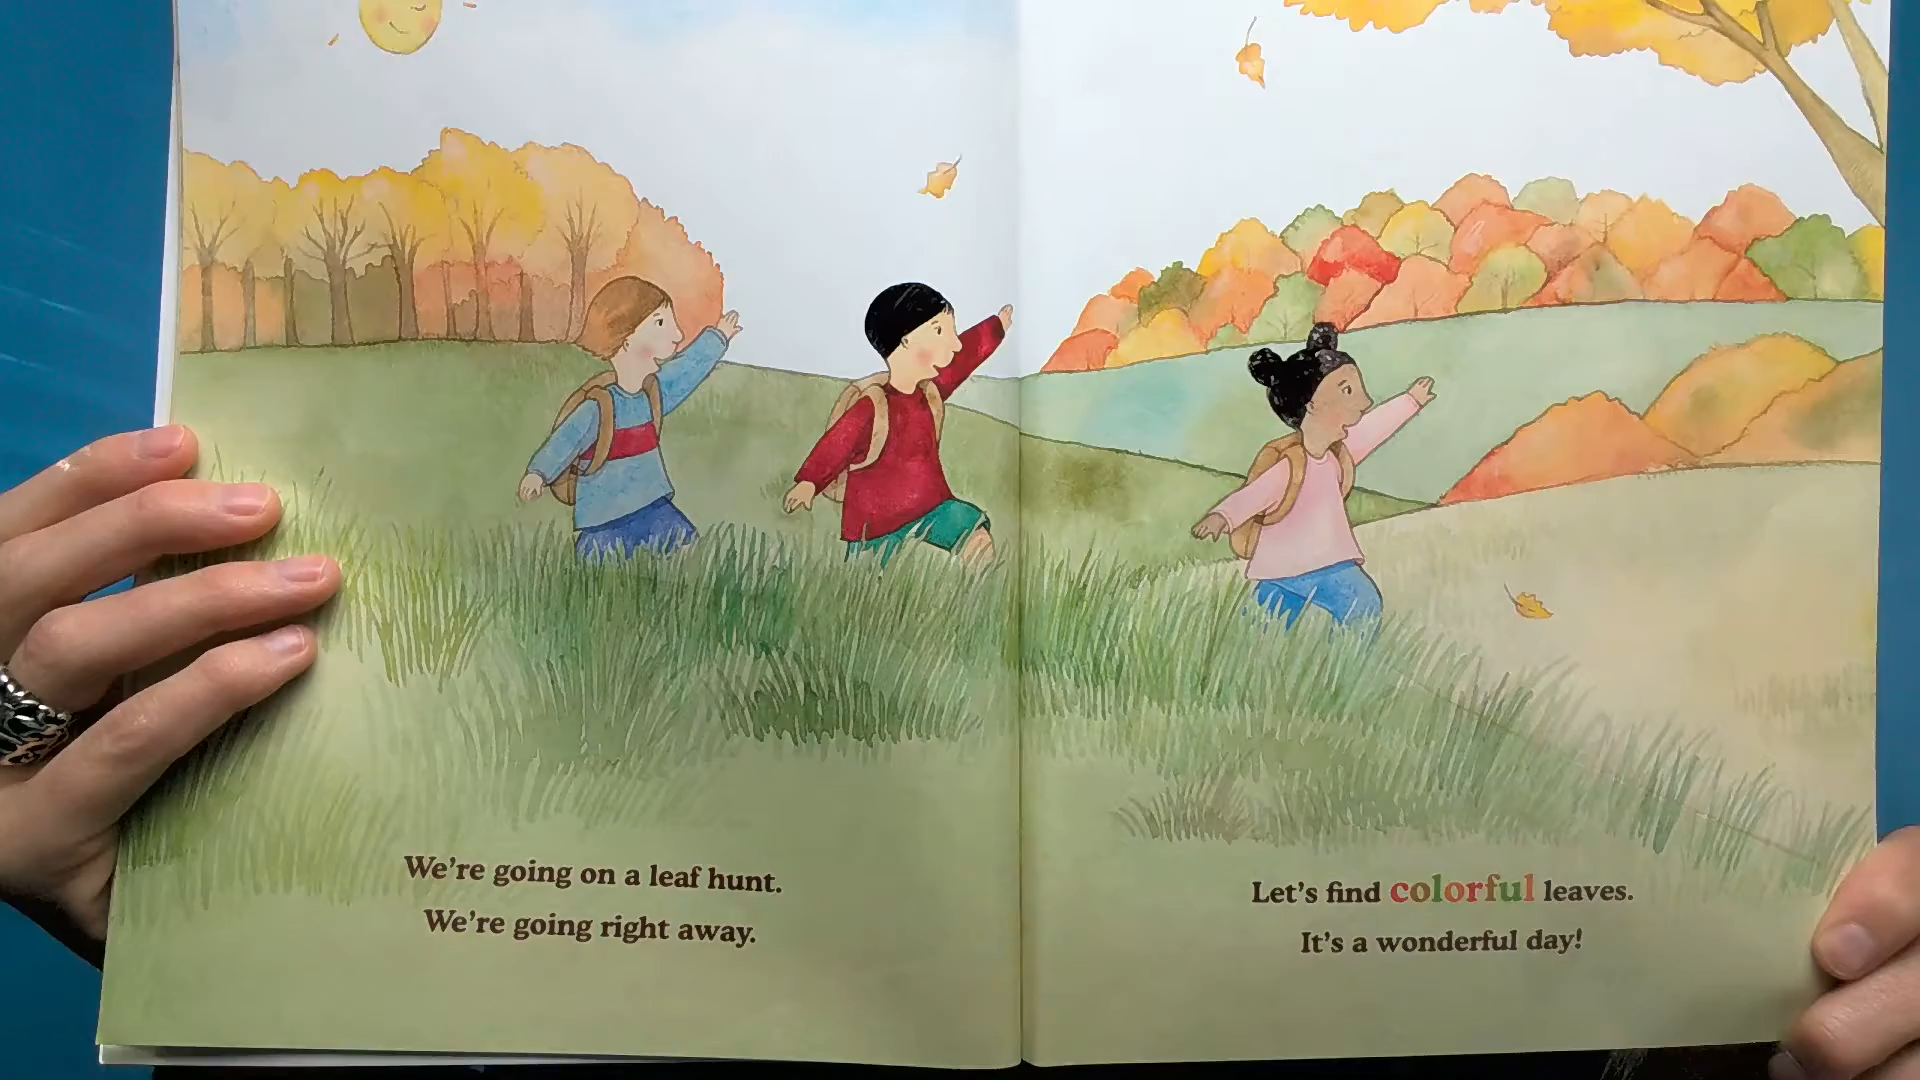 We're going on a leaf hunt.
We're going right away.
Let's find colorful leaves.
It's a wonderful day!